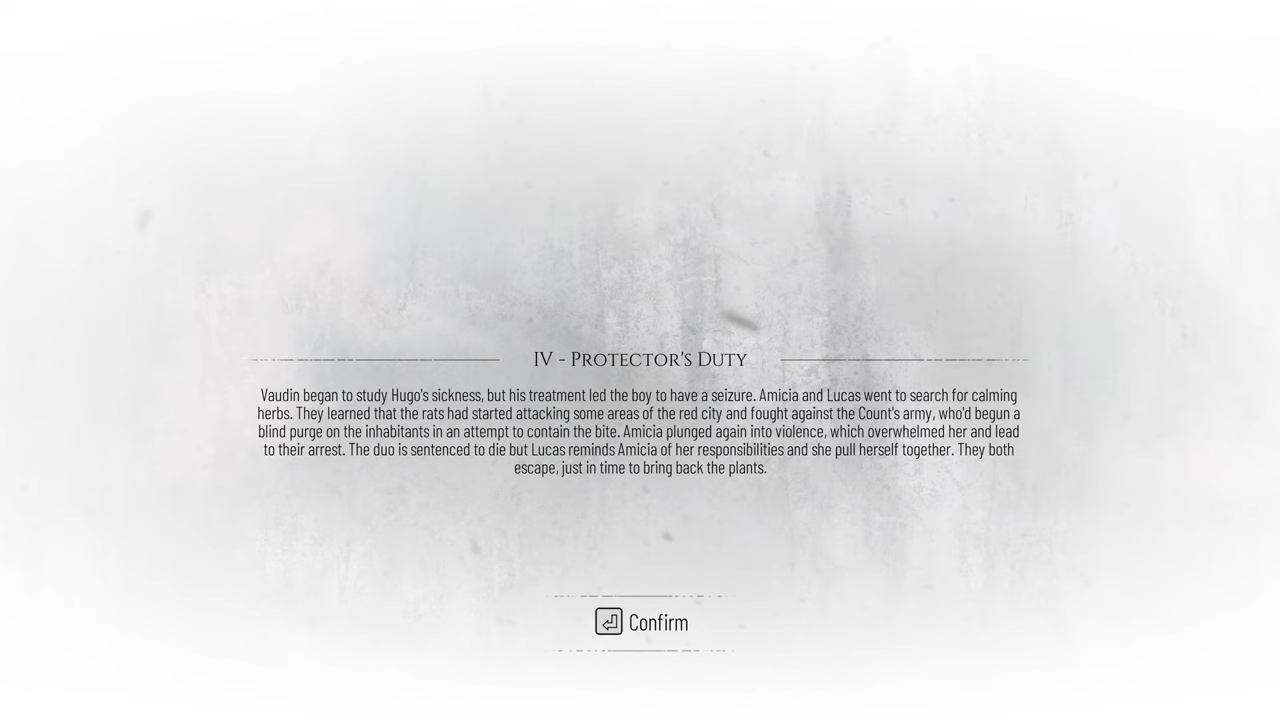 IV - Protector's Duty
Vaudin began to study Hugo's sickness, but his treatment led the boy to have a seizure. Amicia and Lucas went to search for calming
herbs. They learned that the rats had started attacking some areas of the red city and fought against the Count's army, who'd begun a
blind purge on the inhabitants in an attempt to contain the bite. Amicia plunged again into violence, which overwhelmed her and lead
to their arrest. The duo is sentenced to die but Lucas reminds Amicia of her responsibilities and she pull herself together. They both
escape, just in time to bring back the plants.
Confirm